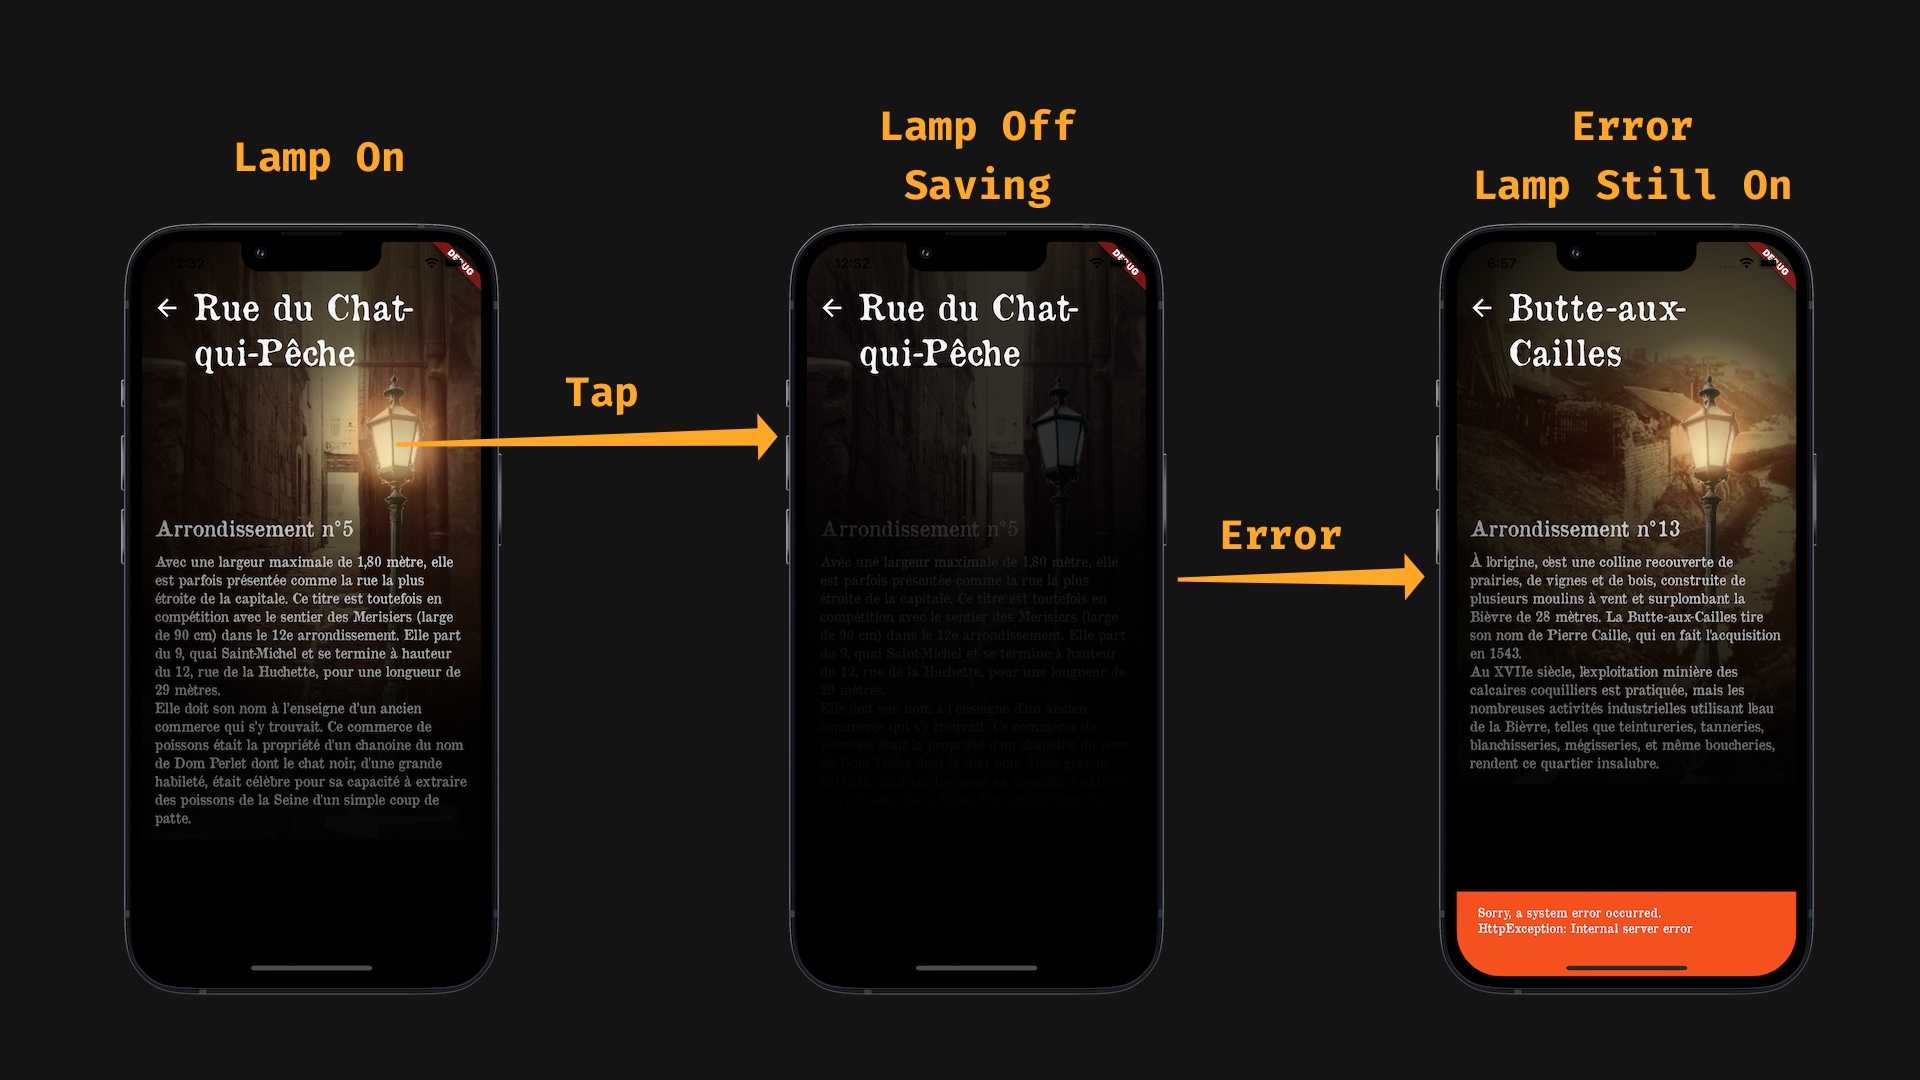 Lamp On
12:32
DEBUG
Rue du Chat-
qui-Pêche
Arrondissement n°5
Avec une largeur maximale de 1,80 mètre, elle
est parfois présentée comme la rue la plus
étroite de la capitale. Ce titre est toutefois en
compétition avec le sentier des Merisiers (large
de 90 cm) dans le 12e arrondissement. Elle part
du 9, quai Saint-Michel et se termine à hauteur
du 12, rue de la Huchette, pour une longueur de
29 mètres.
Elle doit son nom à l'enseigne d'un ancien
commerce qui s'y trouvait. Ce commerce de
poissons était la propriété d'un chanoine du nom
de Dom Perlet dont le chat noir, d'une grande
habileté, était célèbre pour sa capacité à extraire
des poissons de la Seine d'un simple coup de
patte.
Tap
Lamp Off
Saving
12:32
DEBUG
Rue du Chat-
qui-Pêche
Arrondissement n°5
Avec une largeur maximale de 1,80 mètre, elle
est parfois présentée comme la rue la plus
étroite de la capitale. Ce titre est toutefois en
compétition avec le sentier des Merisiers (large
de 90 cm) dans le 12e arrondissement. Elle part
du 9, quai Saint-Michel et se termine à hauteur
du 12, rue de la Huchette, pour une longueur de
29 mètres.
Elle doit son nom à l'enseigne d'un ancien
commerce qui s'y trouvait. Ce commerce de
poissons était la propriété d'un chanoine du nom
de Dom Perlet dont le chat noir, d'une grande
habileté, était célèbre pour sa capacité à extraire
Error
Error
Lamp Still On
6:57
DEBUG
Butte-aux-
Cailles
Arrondissement n°13
À l'origine, c'est une colline recouverte de
prairies, de vignes et de bois, construite de
plusieurs moulins à vent et surplombant la
Bièvre de 28 mètres. La Butte-aux-Cailles tire
son nom de Pierre Caille, qui en fait l'acquisition
en 1543.
Au XVIIe siècle, l'exploitation minière des
calcaires coquilliers est pratiquée, mais les
nombreuses activités industrielles utilisant l'eau
de la Bièvre, telles que teintureries, tanneries,
blanchisseries, mégisseries, et même boucheries,
rendent ce quartier insalubre.
Sorry, a system error occurred.
HttpException: Internal server error